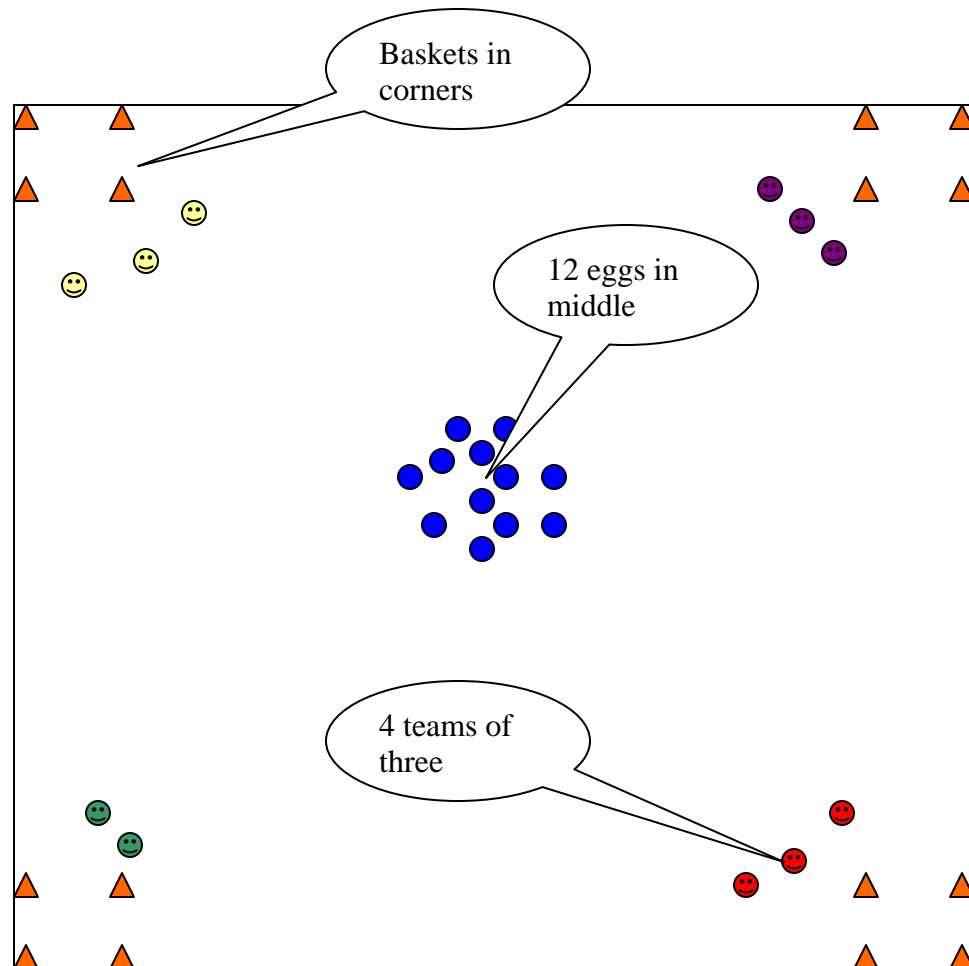 Baskets in
corners
12 eggs in
middle
4 teams of
three